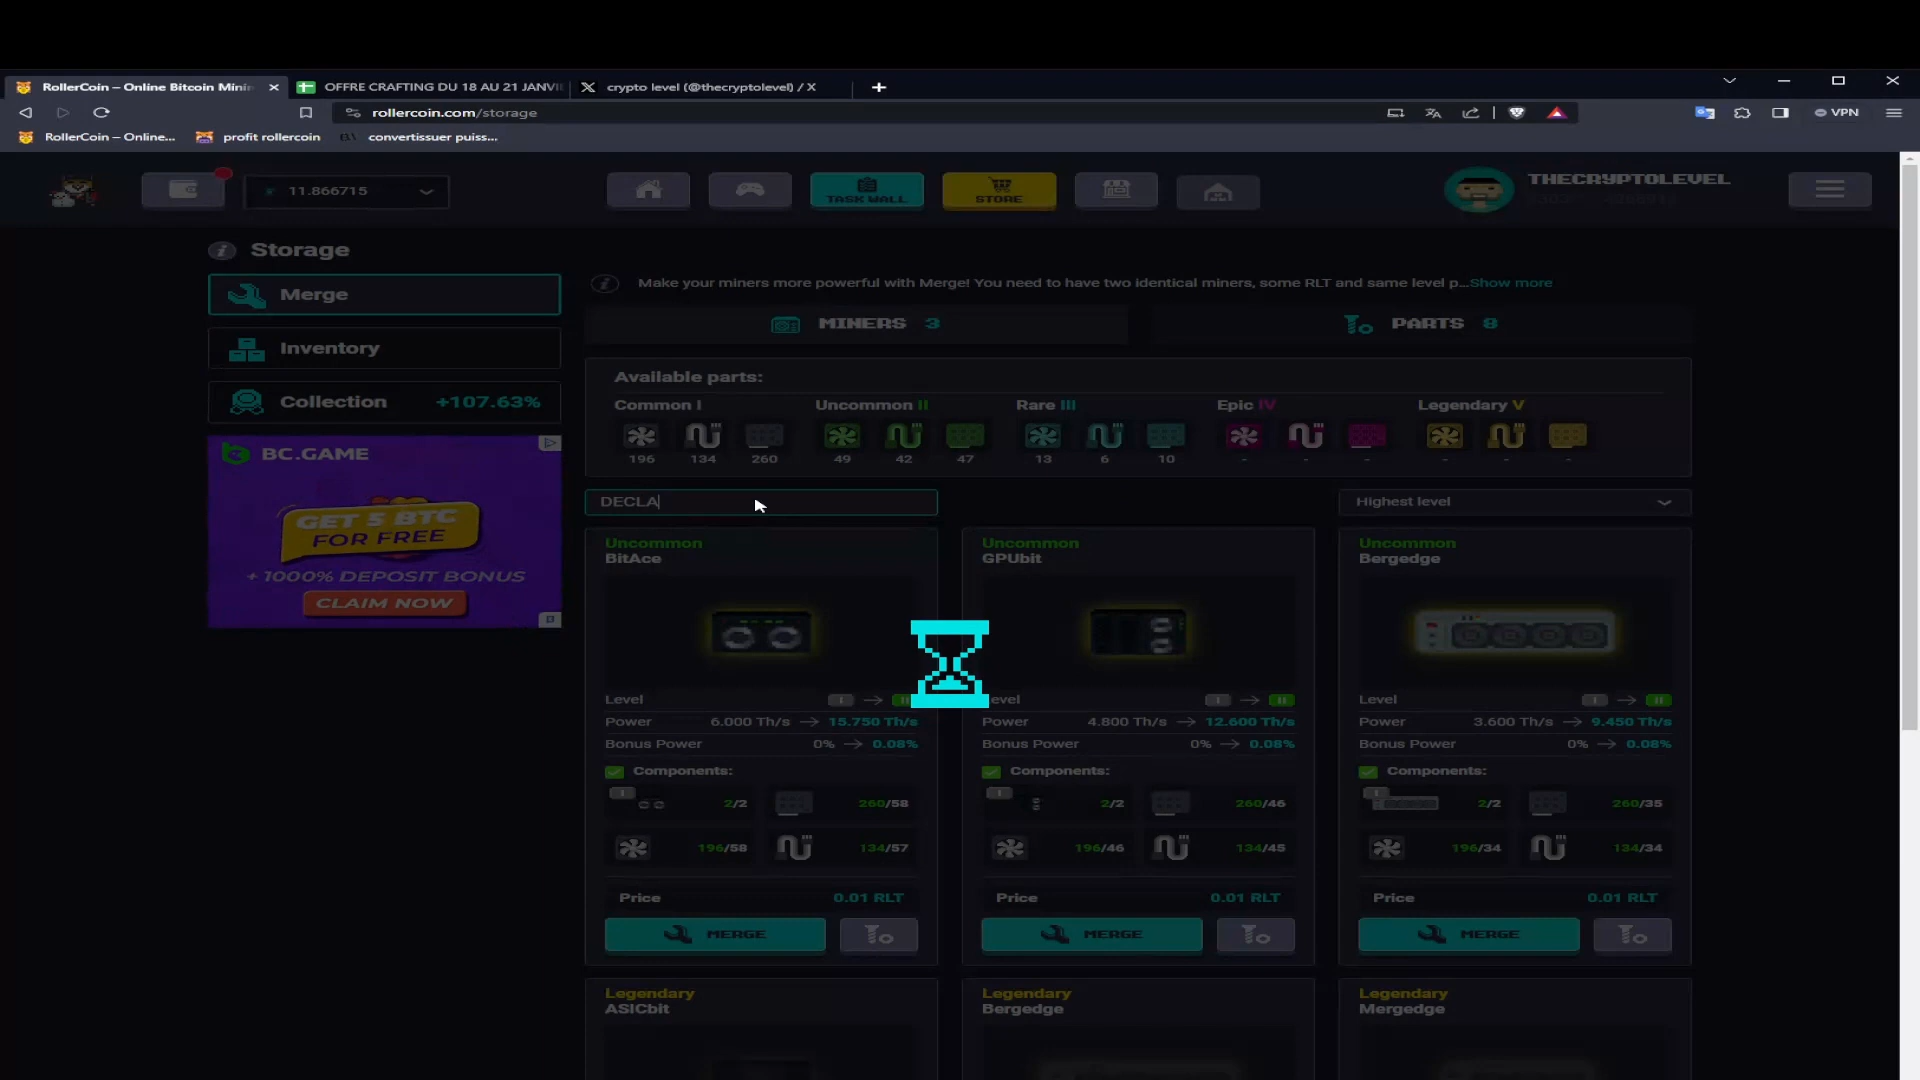 RollerCoin – Online Bitcoin Minin
OFFRE CRAFTING DU 18 AU 21 JANVI
crypto level (@thecryptolevel) / X
rollercoin.com/storage
VPN
RollerCoin – Online...
profit rollercoin
convertissuer puiss...
11.866715
TASK WALL
STORE
THECRYPTOLEVEL
Storage
Merge
Inventory
Collection +107.63%
BC.GAME
GET 5 BTC
FOR FREE
+ 1000% DEPOSIT BONUS
CLAIM NOW
Make your miners more powerful with Merge! You need to have two identical miners, some RLT and same level p...Show more
MINERS 3
PARTS 8
Available parts:
Common I Uncommon II Rare III Epic IV Legendary V
196 134 260 49 42 47 13 6 10 - - - - - -
DECLA
Highest level
Uncommon
BitAce
Level I → II
Power 6.000 Th/s → 15.750 Th/s
Bonus Power 0% → 0.08%
Components:
I 2/2 260/58
196/58 134/57
Price 0.01 RLT
MERGE
Uncommon
GPUbit
evel I → II
Power 4.800 Th/s → 12.600 Th/s
Bonus Power 0% → 0.08%
Components:
I 2/2 260/46
196/46 134/45
Price 0.01 RLT
MERGE
Uncommon
Bergedge
Level I → II
Power 3.600 Th/s → 9.450 Th/s
Bonus Power 0% → 0.08%
Components:
I 2/2 260/35
196/34 134/34
Price 0.01 RLT
MERGE
Legendary
ASICbit
Legendary
Bergedge
Legendary
Mergedge